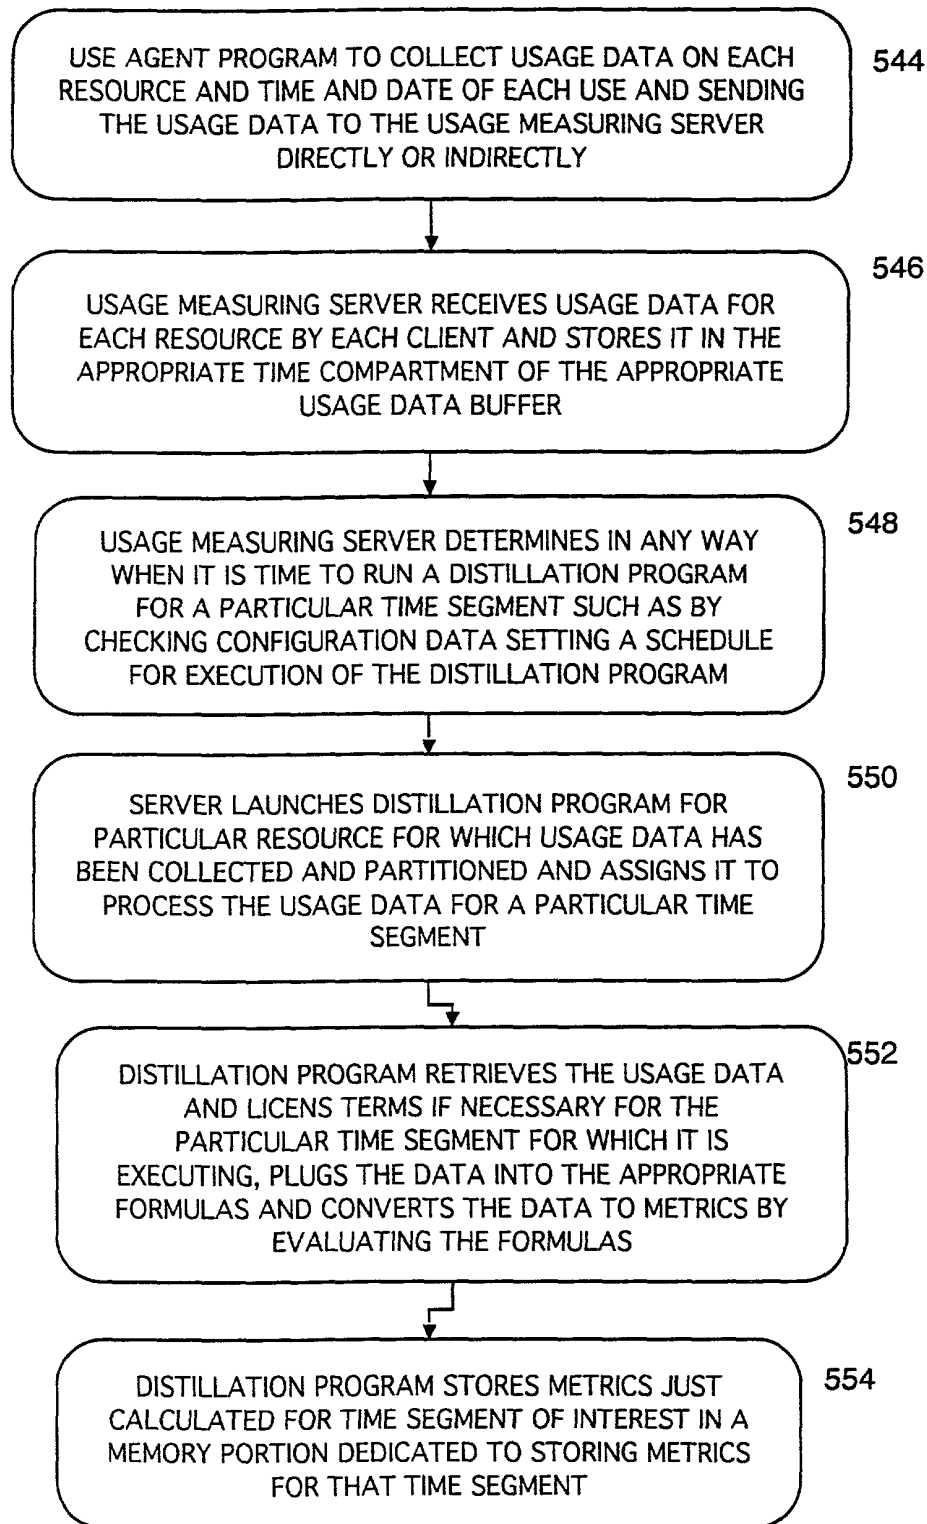 USE AGENT PROGRAM TO COLLECT USAGE DATA ON EACH
RESOURCE AND TIME AND DATE OF EACH USE AND SENDING
THE USAGE DATA TO THE USAGE MEASURING SERVER
DIRECTLY OR INDIRECTLY
544
USAGE MEASURING SERVER RECEIVES USAGE DATA FOR
EACH RESOURCE BY EACH CLIENT AND STORES IT IN THE
APPROPRIATE TIME COMPARTMENT OF THE APPROPRIATE
USAGE DATA BUFFER
546
USAGE MEASURING SERVER DETERMINES IN ANY WAY
WHEN IT IS TIME TO RUN A DISTILLATION PROGRAM
FOR A PARTICULAR TIME SEGMENT SUCH AS BY
CHECKING CONFIGURATION DATA SETTING A SCHEDULE
FOR EXECUTION OF THE DISTILLATION PROGRAM
548
SERVER LAUNCHES DISTILLATION PROGRAM FOR
PARTICULAR RESOURCE FOR WHICH USAGE DATA HAS
BEEN COLLECTED AND PARTITIONED AND ASSIGNS IT TO
PROCESS THE USAGE DATA FOR A PARTICULAR TIME
SEGMENT
550
DISTILLATION PROGRAM RETRIEVES THE USAGE DATA
AND LICENS TERMS IF NECESSARY FOR THE
PARTICULAR TIME SEGMENT FOR WHICH IT IS
EXECUTING, PLUGS THE DATA INTO THE APPROPRIATE
FORMULAS AND CONVERTS THE DATA TO METRICS BY
EVALUATING THE FORMULAS
552
DISTILLATION PROGRAM STORES METRICS JUST
CALCULATED FOR TIME SEGMENT OF INTEREST IN A
MEMORY PORTION DEDICATED TO STORING METRICS
FOR THAT TIME SEGMENT
554